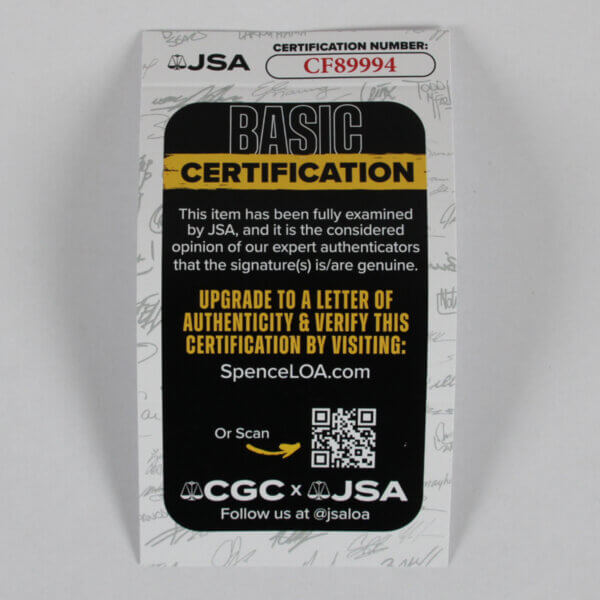 JSA
CERTIFICATION NUMBER:
CF89994
BASIC
CERTIFICATION
This item has been fully examined
by JSA, and it is the considered
opinion of our expert authenticators
that the signature(s) is/are genuine.
UPGRADE TO A LETTER OF
AUTHENTICITY & VERIFY THIS
CERTIFICATION BY VISITING:
SpenceLOA.com
Or Scan
CGC x JSA
Follow us at @jsaloa